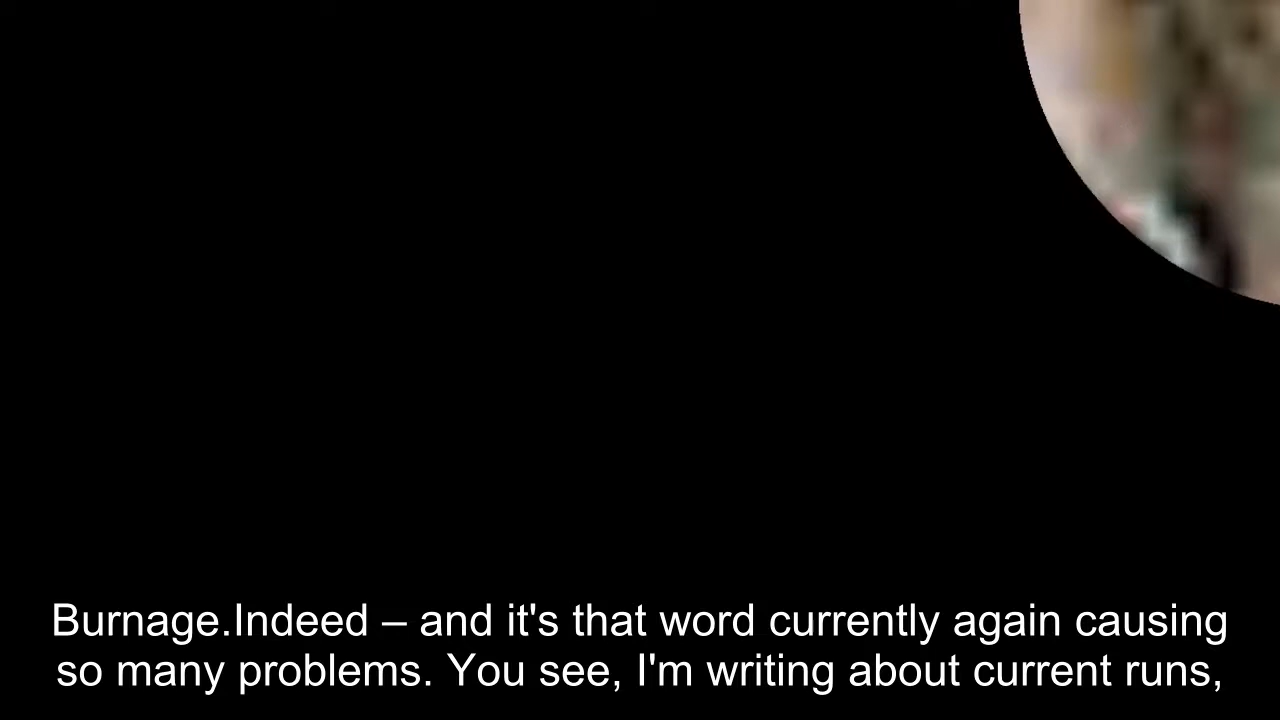 Burnage.Indeed – and it's that word currently again causing
so many problems. You see, I'm writing about current runs,